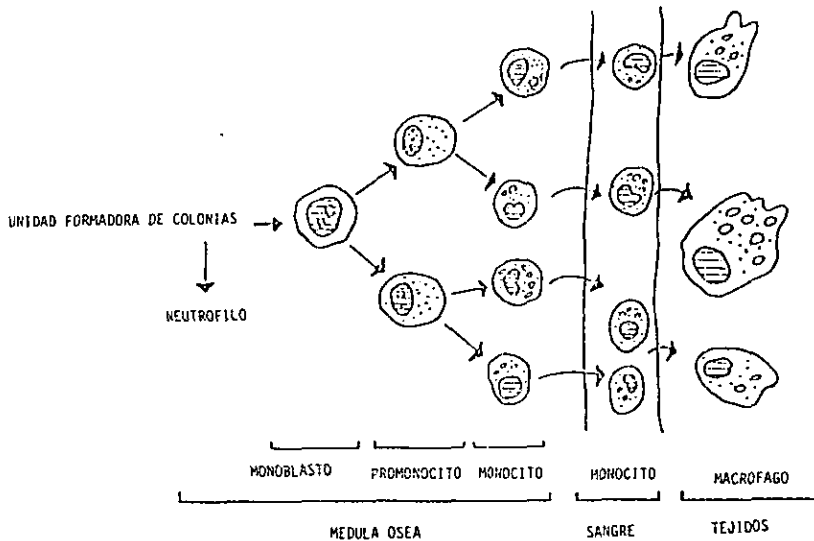 UNIDAD FORMADORA DE COLONIAS
NEUTROFILO
MONOBLASTO PROMONOCITO MONOCITO MONOCITO MACROFAGO
MEDULA OSEA SANGRE TEJIDOS